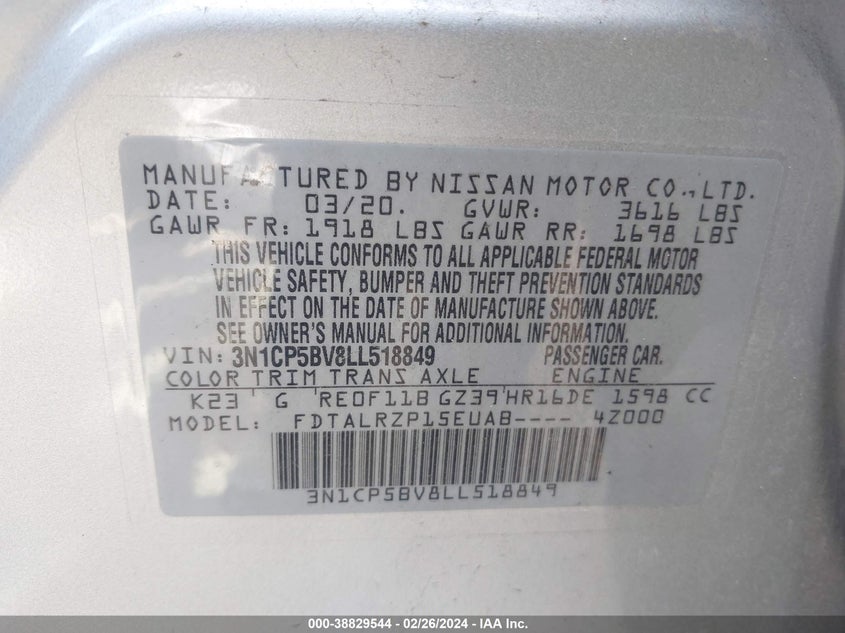 MANUFACTURED BY NISSAN MOTOR CO., LTD.
DATE: 03/20. GVWR: 3616 LBS
GAWR FR: 1918 LBS GAWR RR: 1698 LBS
THIS VEHICLE CONFORMS TO ALL APPLICABLE FEDERAL MOTOR
VEHICLE SAFETY, BUMPER AND THEFT PREVENTION STANDARDS
IN EFFECT ON THE DATE OF MANUFACTURE SHOWN ABOVE.
SEE OWNER'S MANUAL FOR ADDITIONAL INFORMATION.
VIN: 3N1CP5BV8LL518849 PASSENGER CAR.
COLOR TRIM TRANS AXLE ENGINE
K23 G RE0F11B GZ39 HR16DE 1598 CC
MODEL: FDTALRZP15EUAB---- 4Z000
3N1CP5BV8LL518849
000-38829544 - 02/26/2024 - IAA Inc.